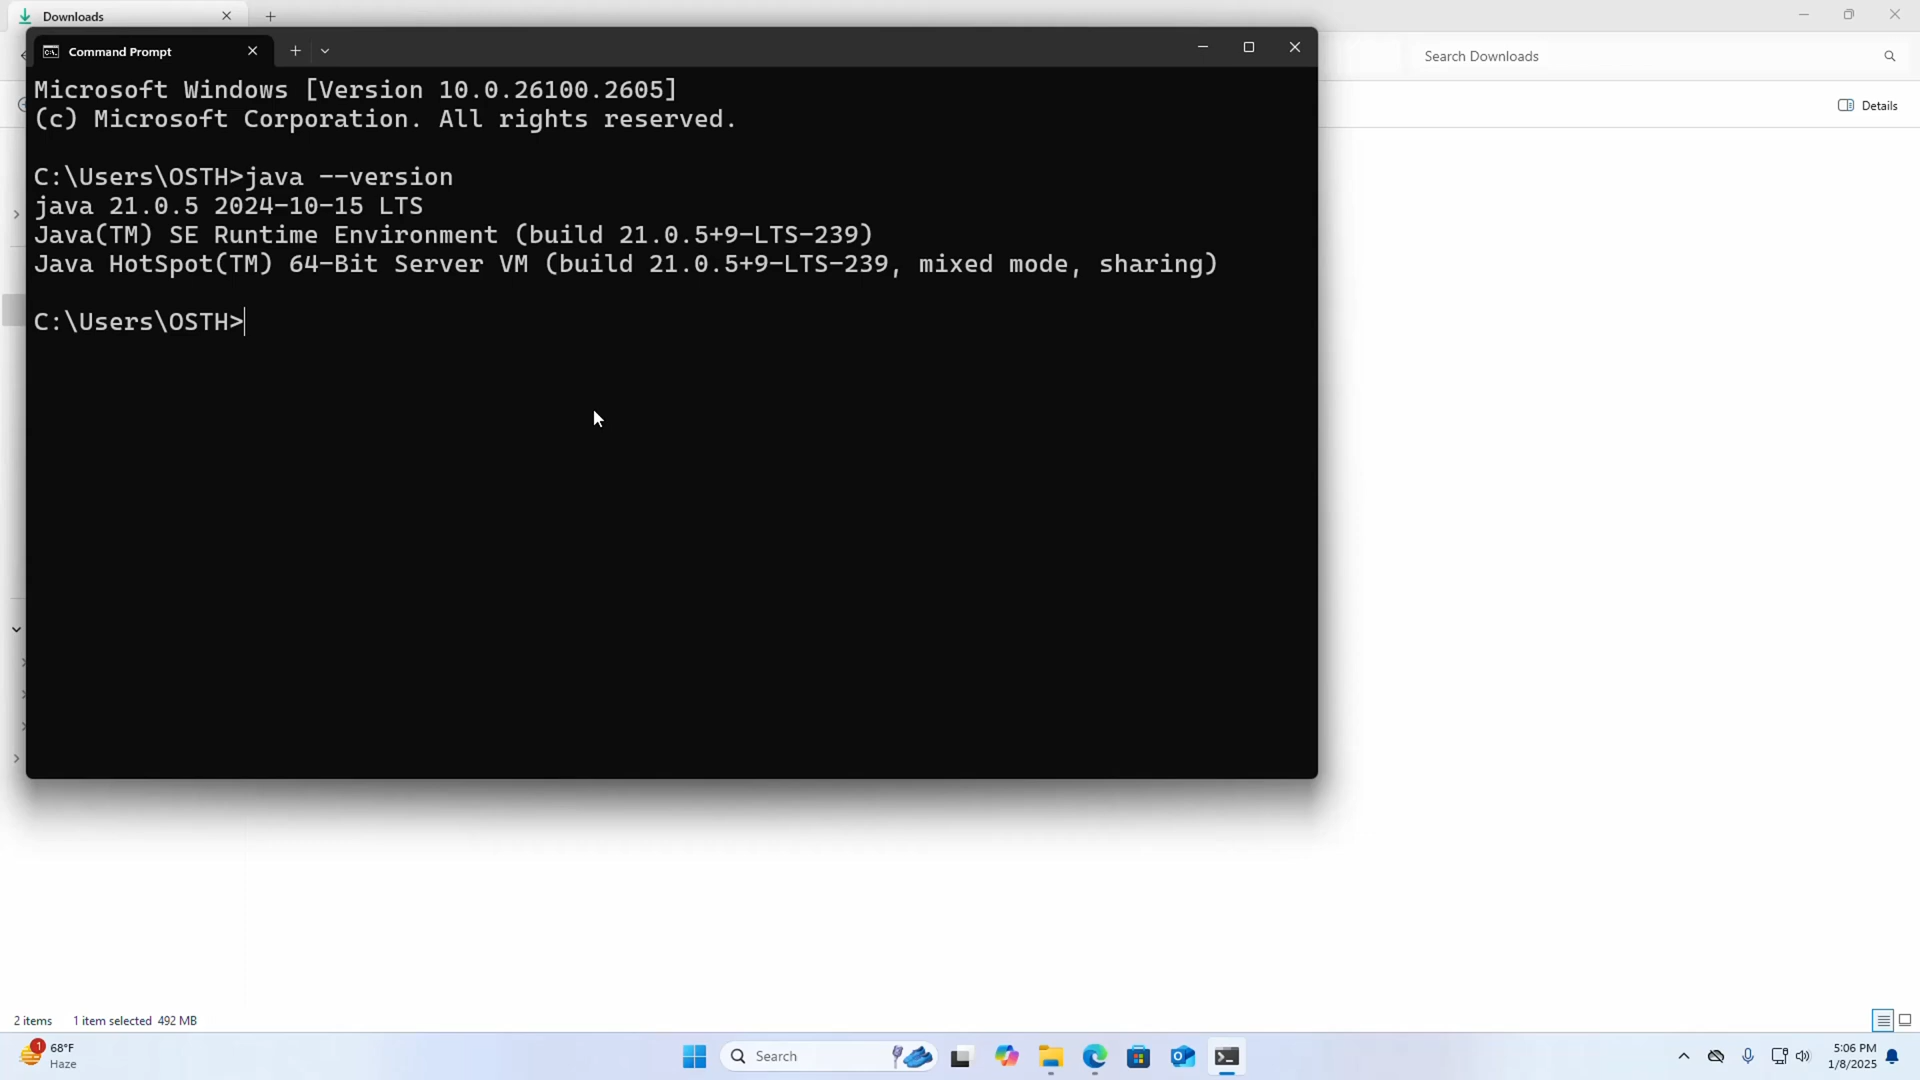 Downloads
Command Prompt
Search Downloads
Details
Microsoft Windows [Version 10.0.26100.2605]
(c) Microsoft Corporation. All rights reserved.
C:\Users\OSTH>java --version
java 21.0.5 2024-10-15 LTS
Java(TM) SE Runtime Environment (build 21.0.5+9-LTS-239)
Java HotSpot(TM) 64-Bit Server VM (build 21.0.5+9-LTS-239, mixed mode, sharing)
C:\Users\OSTH>
2 items 1 item selected 492 MB
1
68°F
Haze
Search
5:06 PM
1/8/2025